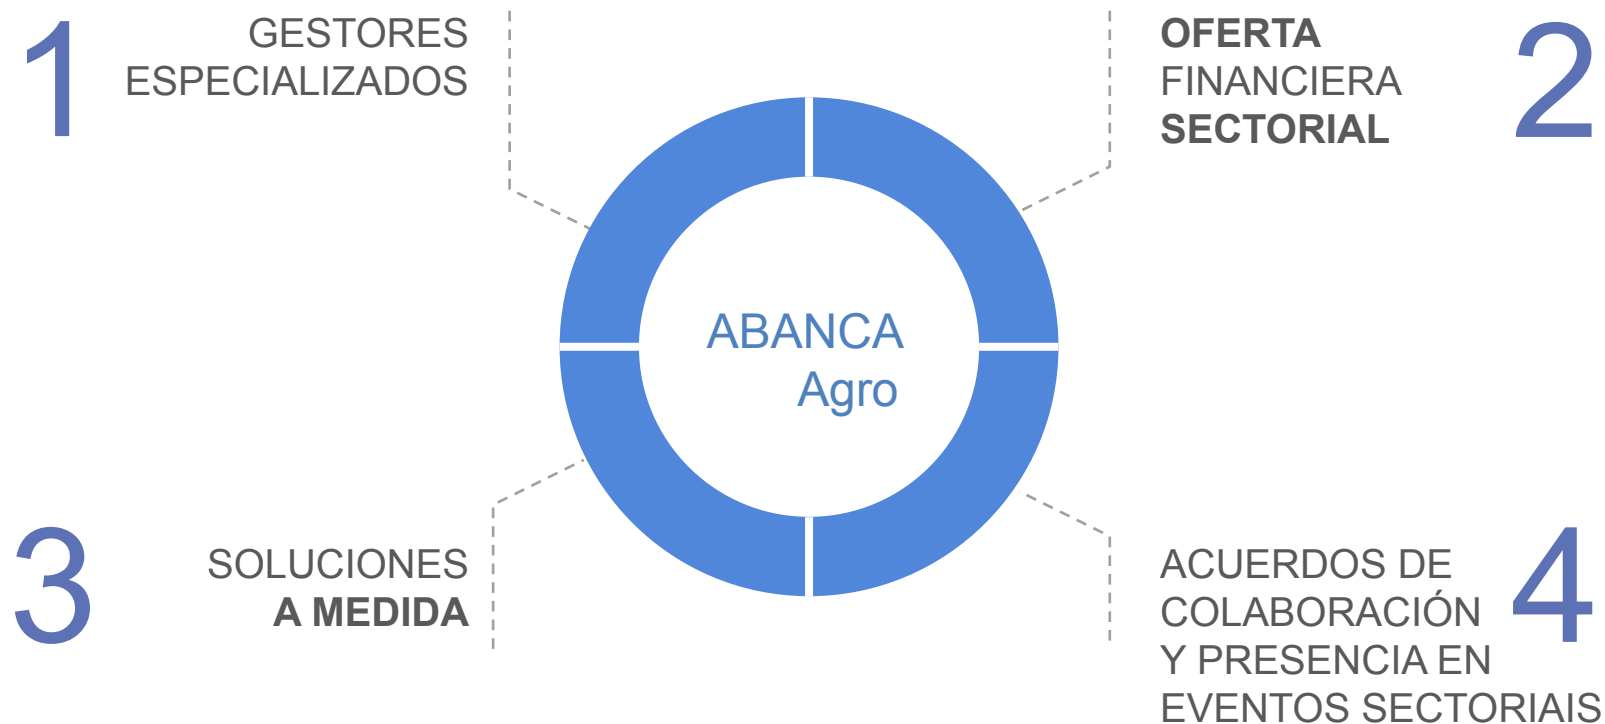 1
GESTORES
ESPECIALIZADOS
OFERTA
FINANCIERA
SECTORIAL
2
ABANCA
Agro
3
SOLUCIONES
A MEDIDA
ACUERDOS DE
COLABORACIÓN
Y PRESENCIA EN
EVENTOS SECTORIAIS
4